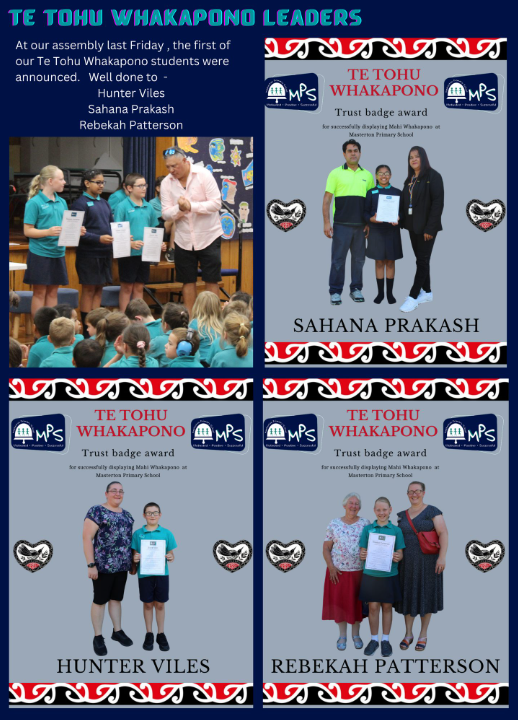 TE TOHU WHAKAPONO LEADERS
At our assembly last Friday , the first of
our Te Tohu Whakapono students were
announced. Well done to -
Hunter Viles
Sahana Prakash
Rebekah Patterson
TE TOHU
WHAKAPONO
MPS
MPS
Trust badge award
for successfully displaying Mahi Whakapono at
Masterton Primary School
SAHANA PRAKASH
TE TOHU
WHAKAPONO
MPS
MPS
Trust badge award
for successfully displaying Mahi Whakapono at
Masterton Primary School
HUNTER VILES
TE TOHU
WHAKAPONO
MPS
MPS
Trust badge award
for successfully displaying Mahi Whakapono at
Masterton Primary School
REBEKAH PATTERSON